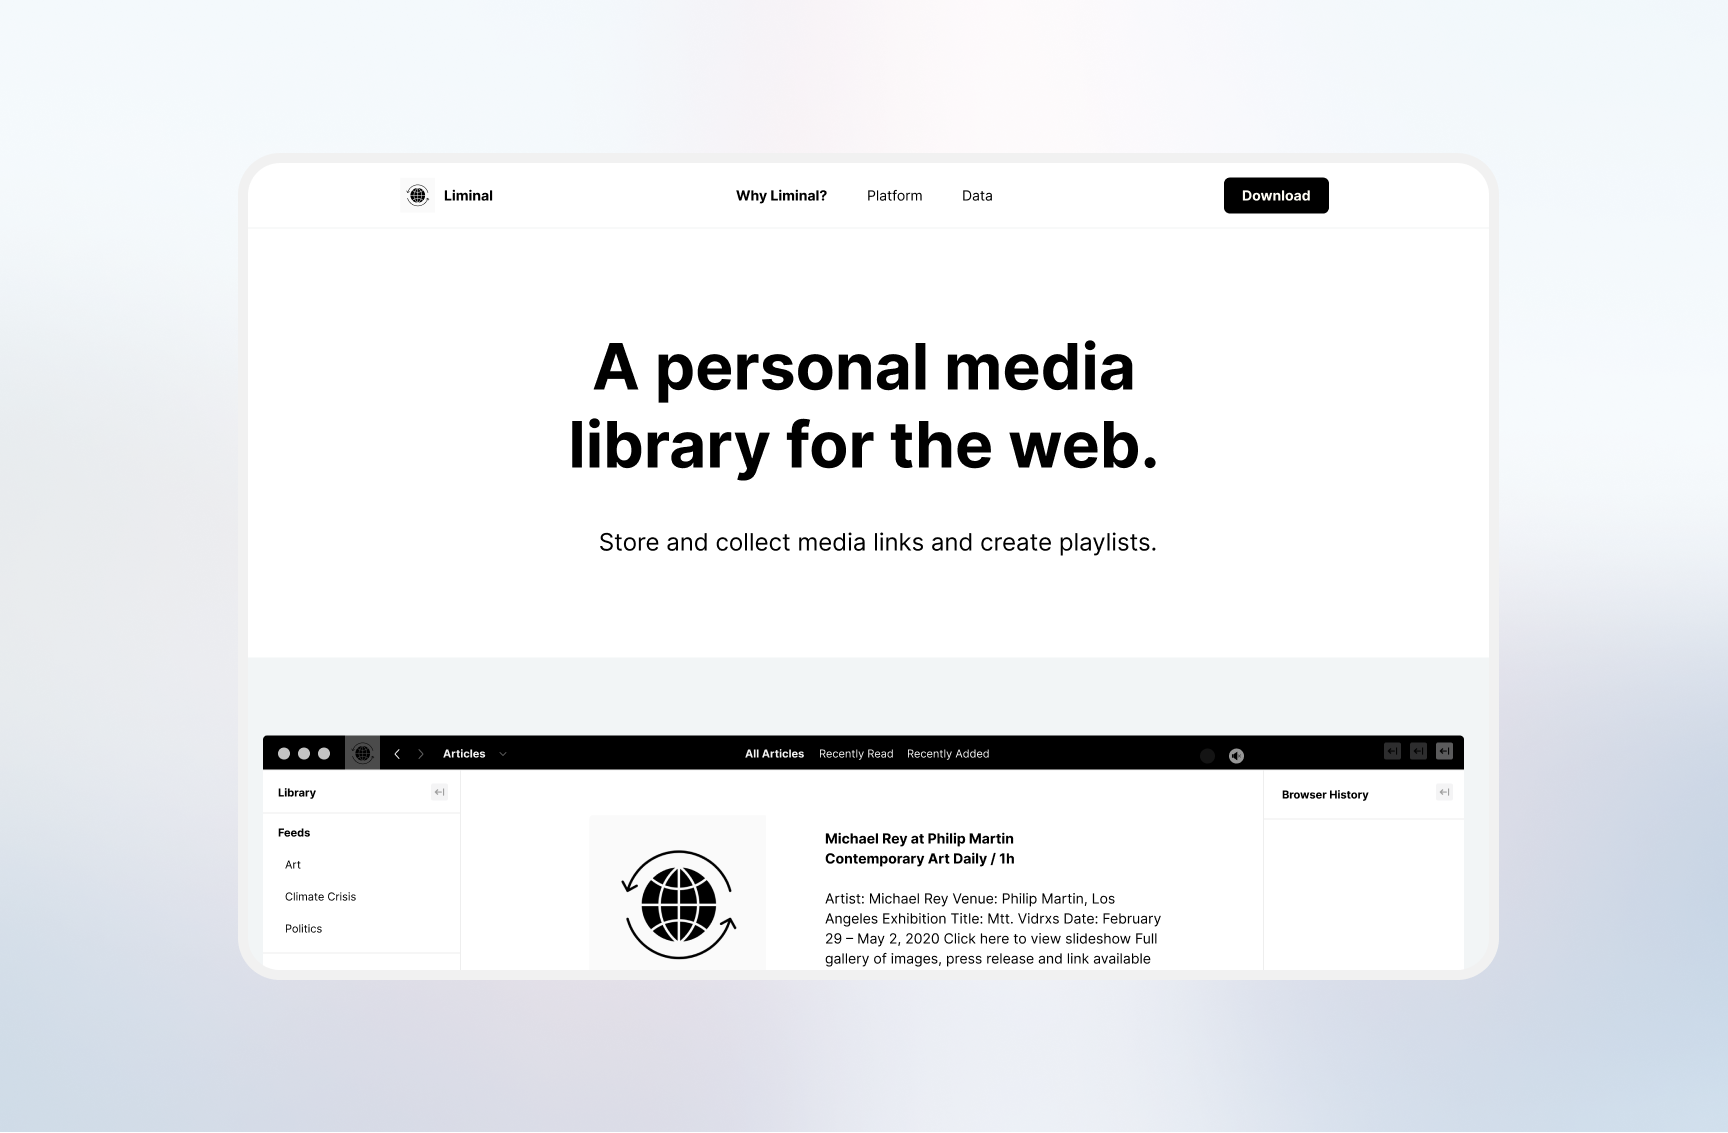 Liminal
Why Liminal?
Platform
Data
Download
A personal media
library for the web.
Store and collect media links and create playlists.
Articles
All Articles
Recently Read
Recently Added
Library
Feeds
Art
Climate Crisis
Politics
Michael Rey at Philip Martin
Contemporary Art Daily / 1h
Artist: Michael Rey Venue: Philip Martin, Los
Angeles Exhibition Title: Mtt. Vidrxs Date: February
29 – May 2, 2020 Click here to view slideshow Full
gallery of images, press release and link available
Browser History